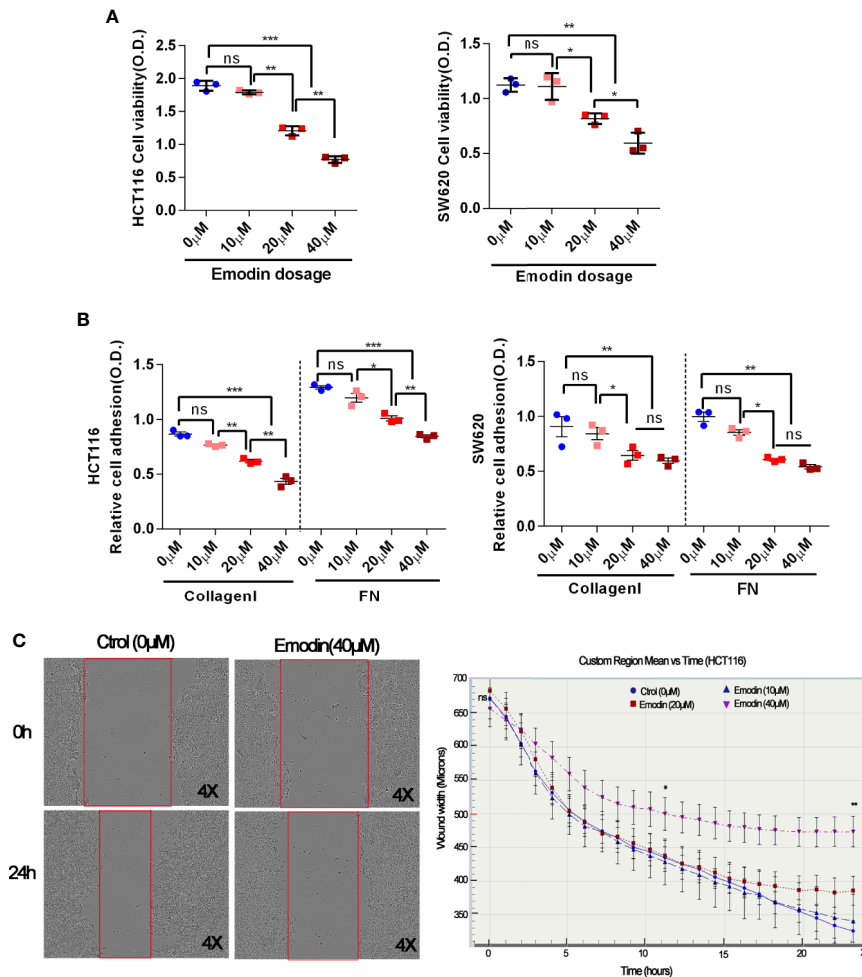 A
HCT116 Cell viability(O.D.)
2.5
2.0
1.5
1.0
0.5
0.0
***
ns
**
**
0μM
10μM
20μM
40μM
Emodin dosage
SW620 Cell viability(O.D.)
1.5
1.0
0.5
0.0
**
ns
*
*
0μM
10μM
20μM
40μM
Emodin dosage
B
HCT116
Relative cell adhesion(O.D.)
1.5
1.0
0.5
0.0
***
ns
**
**
***
ns
*
**
0μM
10μM
20μM
40μM
0μM
10μM
20μM
40μM
CollagenI
FN
SW620
Relative cell adhesion(O.D.)
1.5
1.0
0.5
0.0
**
ns
*
ns
**
ns
*
ns
0μM
10μM
20μM
40μM
0μM
10μM
20μM
40μM
CollagenI
FN
C
Ctrol (0μM)
Emodin(40μM)
0h
4X
4X
24h
4X
4X
Custom Region Mean vs Time (HCT116)
Ctrol (0μM)
Emodin (10μM)
Emodin (20μM)
Emodin (40μM)
Wound width (Microns)
700
650
600
550
500
450
400
350
ns
*
**
0
5
10
15
20
Time (hours)